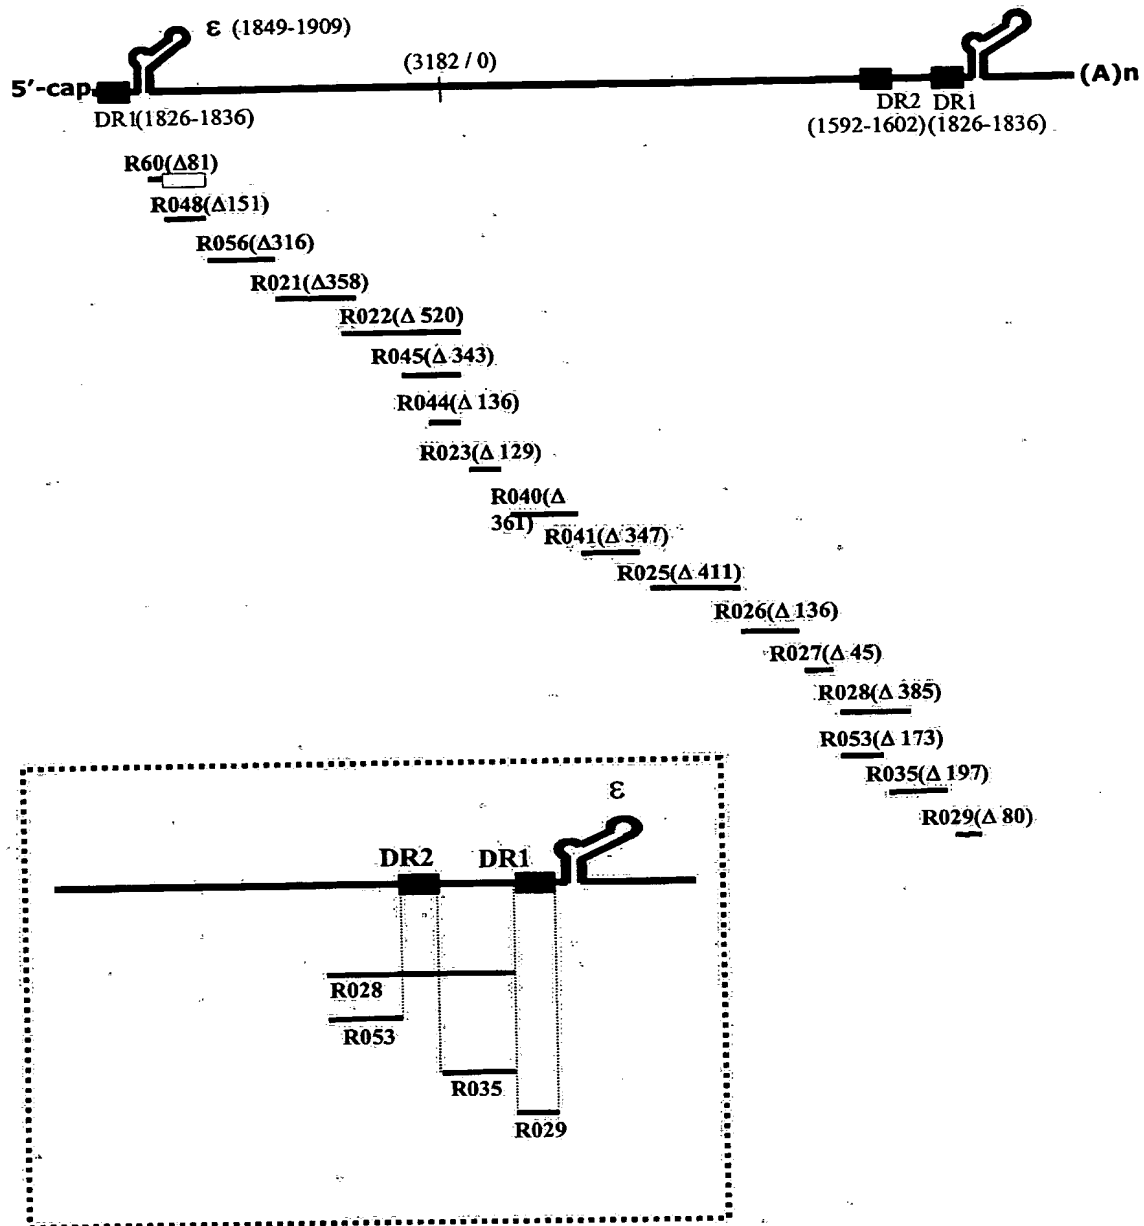 ε (1849-1909)
(3182 / 0)
5'-cap
(A)n
DR1(1826-1836)
DR2 DR1
(1592-1602)(1826-1836)
R60(Δ81)
R048(Δ151)
R056(Δ316)
R021(Δ358)
R022(Δ 520)
R045(Δ 343)
R044(Δ 136)
R023(Δ 129)
R040(Δ
361)
R041(Δ 347)
R025(Δ 411)
R026(Δ 136)
R027(Δ 45)
R028(Δ 385)
R053(Δ 173)
R035(Δ 197)
R029(Δ 80)
ε
DR2 DR1
R028
R053
R035
R029